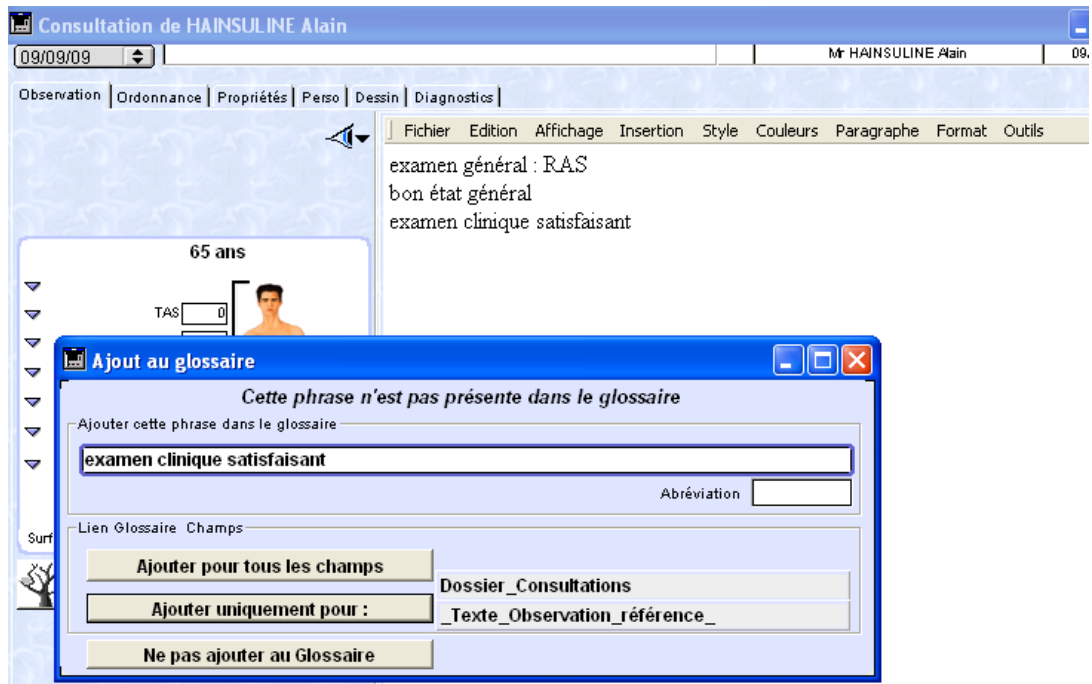 Consultation de HAINSULINE Alain
09/09/09
Mr HAINSULINE Alain
09
Observation Ordonnance Propriétés Perso Dessin Diagnostics
Fichier Edition Affichage Insertion Style Couleurs Paragraphe Format Outils
examen général : RAS
bon état général
examen clinique satisfaisant
65 ans
TAS 0
Ajout au glossaire
Cette phrase n'est pas présente dans le glossaire
Ajouter cette phrase dans le glossaire
examen clinique satisfaisant
Abréviation
Lien Glossaire Champs
Surf
Ajouter pour tous les champs
Dossier_Consultations
Ajouter uniquement pour :
_Texte_Observation_référence_
Ne pas ajouter au Glossaire